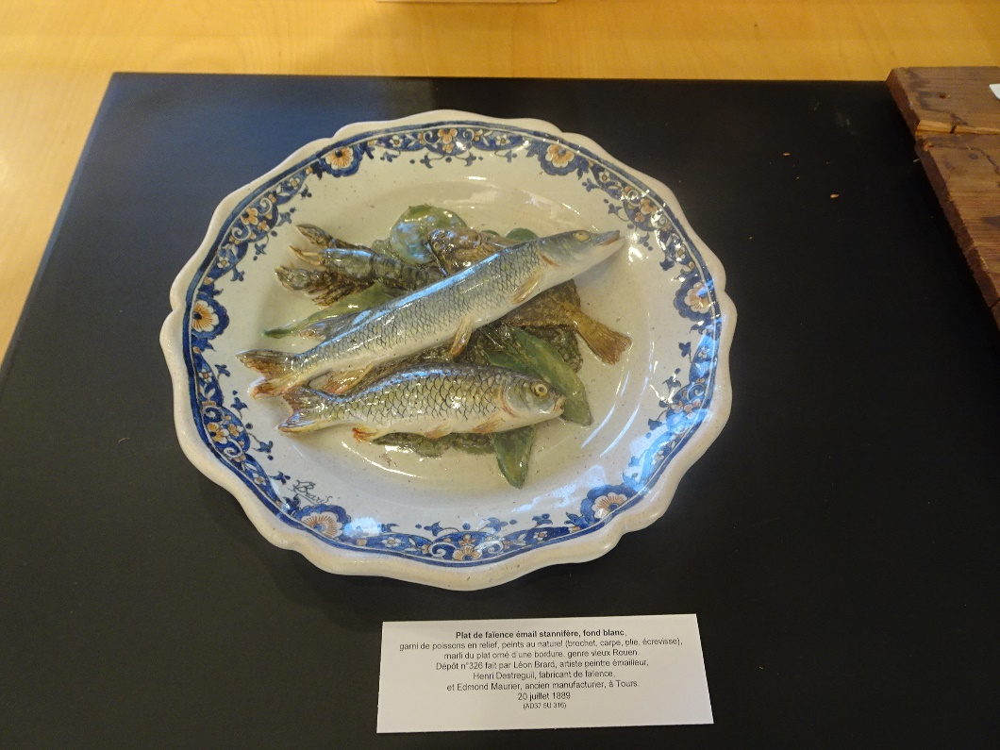 L Brard
Plat de faïence émail stannifère, fond blanc,
garni de poissons en relief, peints au naturel (brochet, carpe, plie, écrevisse),
marli du plat orné d'une bordure, genre vieux Rouen.
Dépôt n°326 fait par Léon Brard, artiste peintre émailleur,
Henri Destreguil, fabricant de faïence,
et Edmond Maurier, ancien manufacturier, à Tours.
20 juillet 1889
(AD37 5U 316)